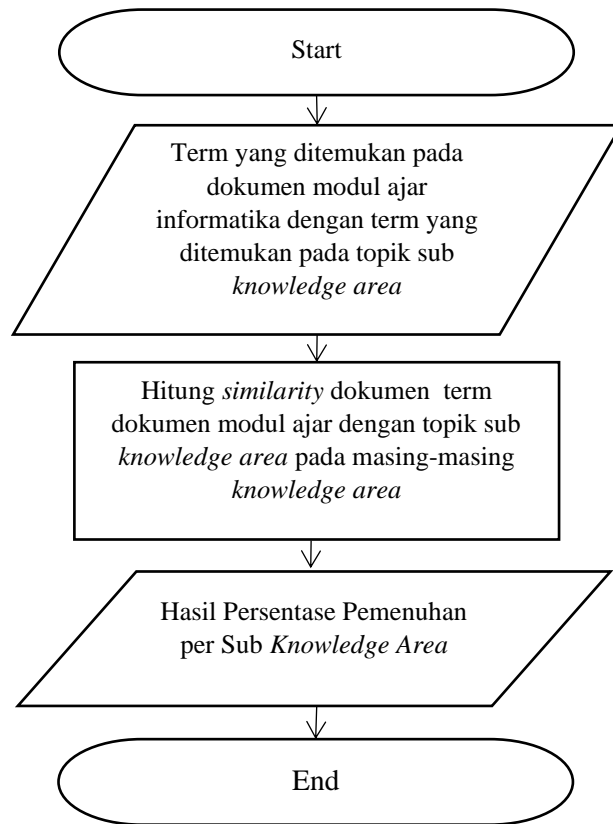 Start
Term yang ditemukan pada
dokumen modul ajar
informatika dengan term yang
ditemukan pada topik sub
knowledge area
Hitung similarity dokumen term
dokumen modul ajar dengan topik sub
knowledge area pada masing-masing
knowledge area
Hasil Persentase Pemenuhan
per Sub Knowledge Area
End